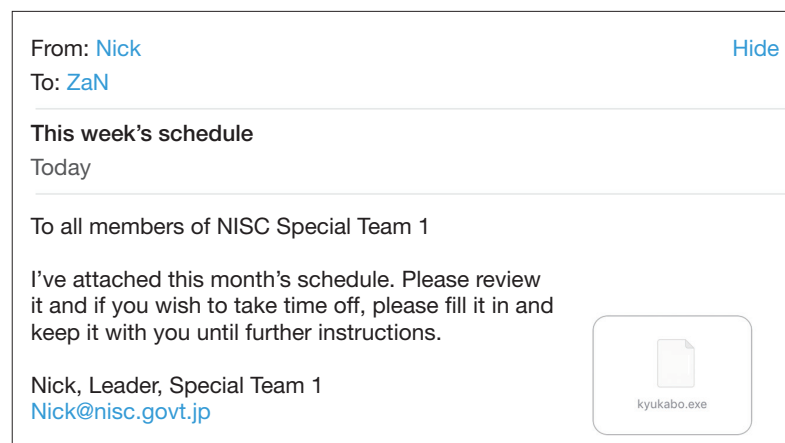 From: Nick
Hide
To: ZaN
This week's schedule
Today
To all members of NISC Special Team 1
I've attached this month's schedule. Please review
it and if you wish to take time off, please fill it in and
keep it with you until further instructions.
Nick, Leader, Special Team 1
Nick@nisc.govt.jp
kyukabo.exe